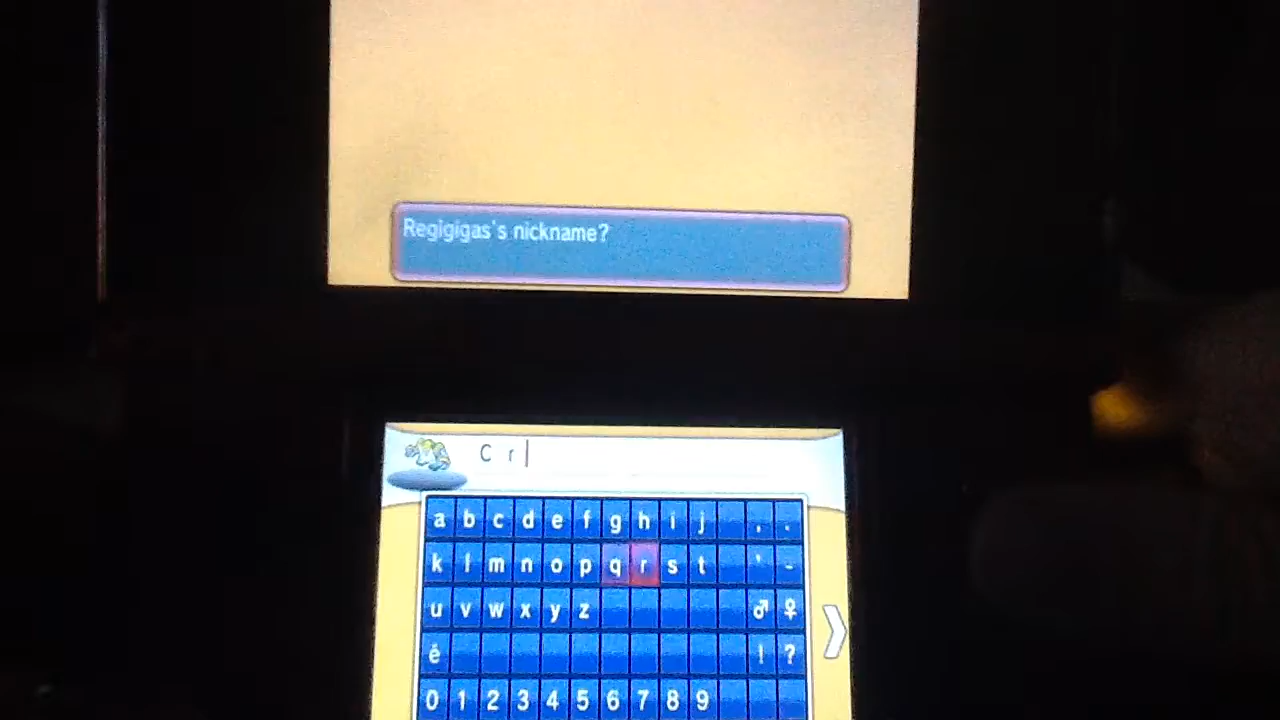 Regigigas's nickname?
C r
a b c d e f g h i j , .
k l m n o p q r s t ' -
u v w x y z ♂ ♀
é ! ?
0 1 2 3 4 5 6 7 8 9